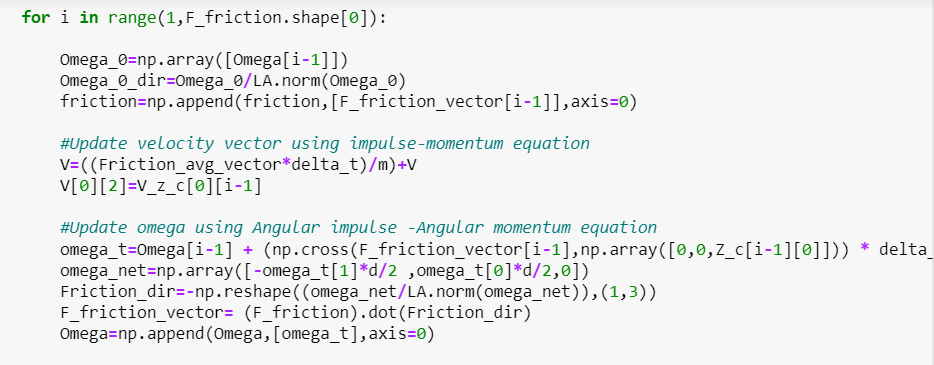 for i in range(1,F_friction.shape[0]):
Omega_0=np.array([Omega[i-1]])
Omega_0_dir=Omega_0/LA.norm(Omega_0)
friction=np.append(friction,[F_friction_vector[i-1]],axis=0)
#Update velocity vector using impulse-momentum equation
V=((Friction_avg_vector*delta_t)/m)+V
V[0][2]=V_z_c[0][i-1]
#Update omega using Angular impulse -Angular momentum equation
omega_t=Omega[i-1] + (np.cross(F_friction_vector[i-1],np.array([0,0,Z_c[i-1][0]])) * delta_
omega_net=np.array([-omega_t[1]*d/2 ,omega_t[0]*d/2,0])
Friction_dir=-np.reshape((omega_net/LA.norm(omega_net)),(1,3))
F_friction_vector= (F_friction).dot(Friction_dir)
Omega=np.append(Omega,[omega_t],axis=0)